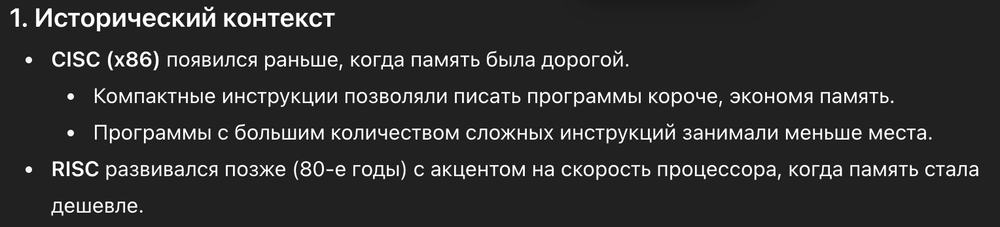 1. Исторический контекст
• CISC (x86) появился раньше, когда память была дорогой.
• Компактные инструкции позволяли писать программы короче, экономя память.
• Программы с большим количеством сложных инструкций занимали меньше места.
• RISC развивался позже (80-е годы) с акцентом на скорость процессора, когда память стала
дешевле.